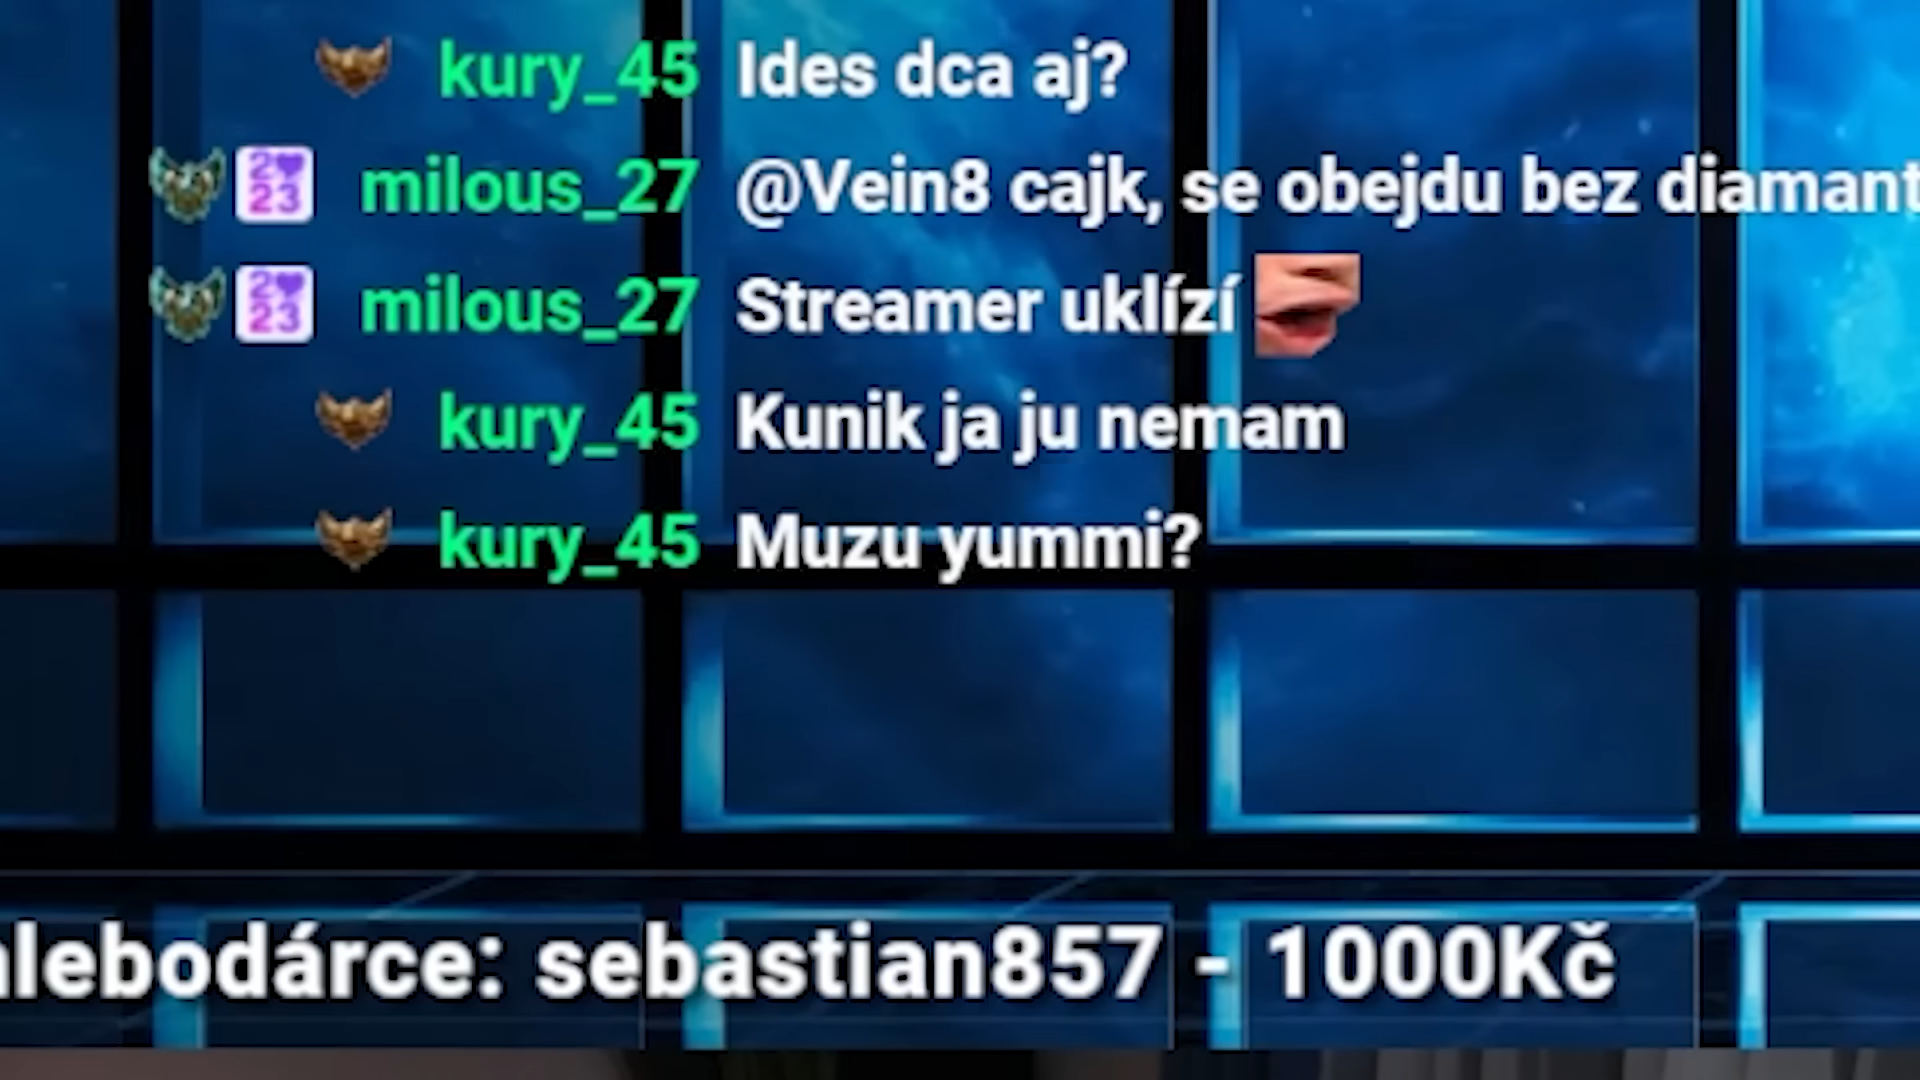 kury_45 Ides dca aj?
milous_27 @Vein8 cajk, se obejdu bez diamant
milous_27 Streamer uklízí
kury_45 Kunik ja ju nemam
kury_45 Muzu yummi?
sebastian857 - 1000Kč